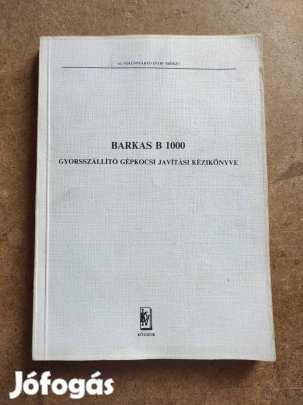 AUTÓFENNTARTÓ IPARI TRÖSZT
BARKAS B 1000
GYORSSZÁLLÍTÓ GÉPKOCSI JAVÍTÁSI KÉZIKÖNYVE
KÖZDOK
Jófogás